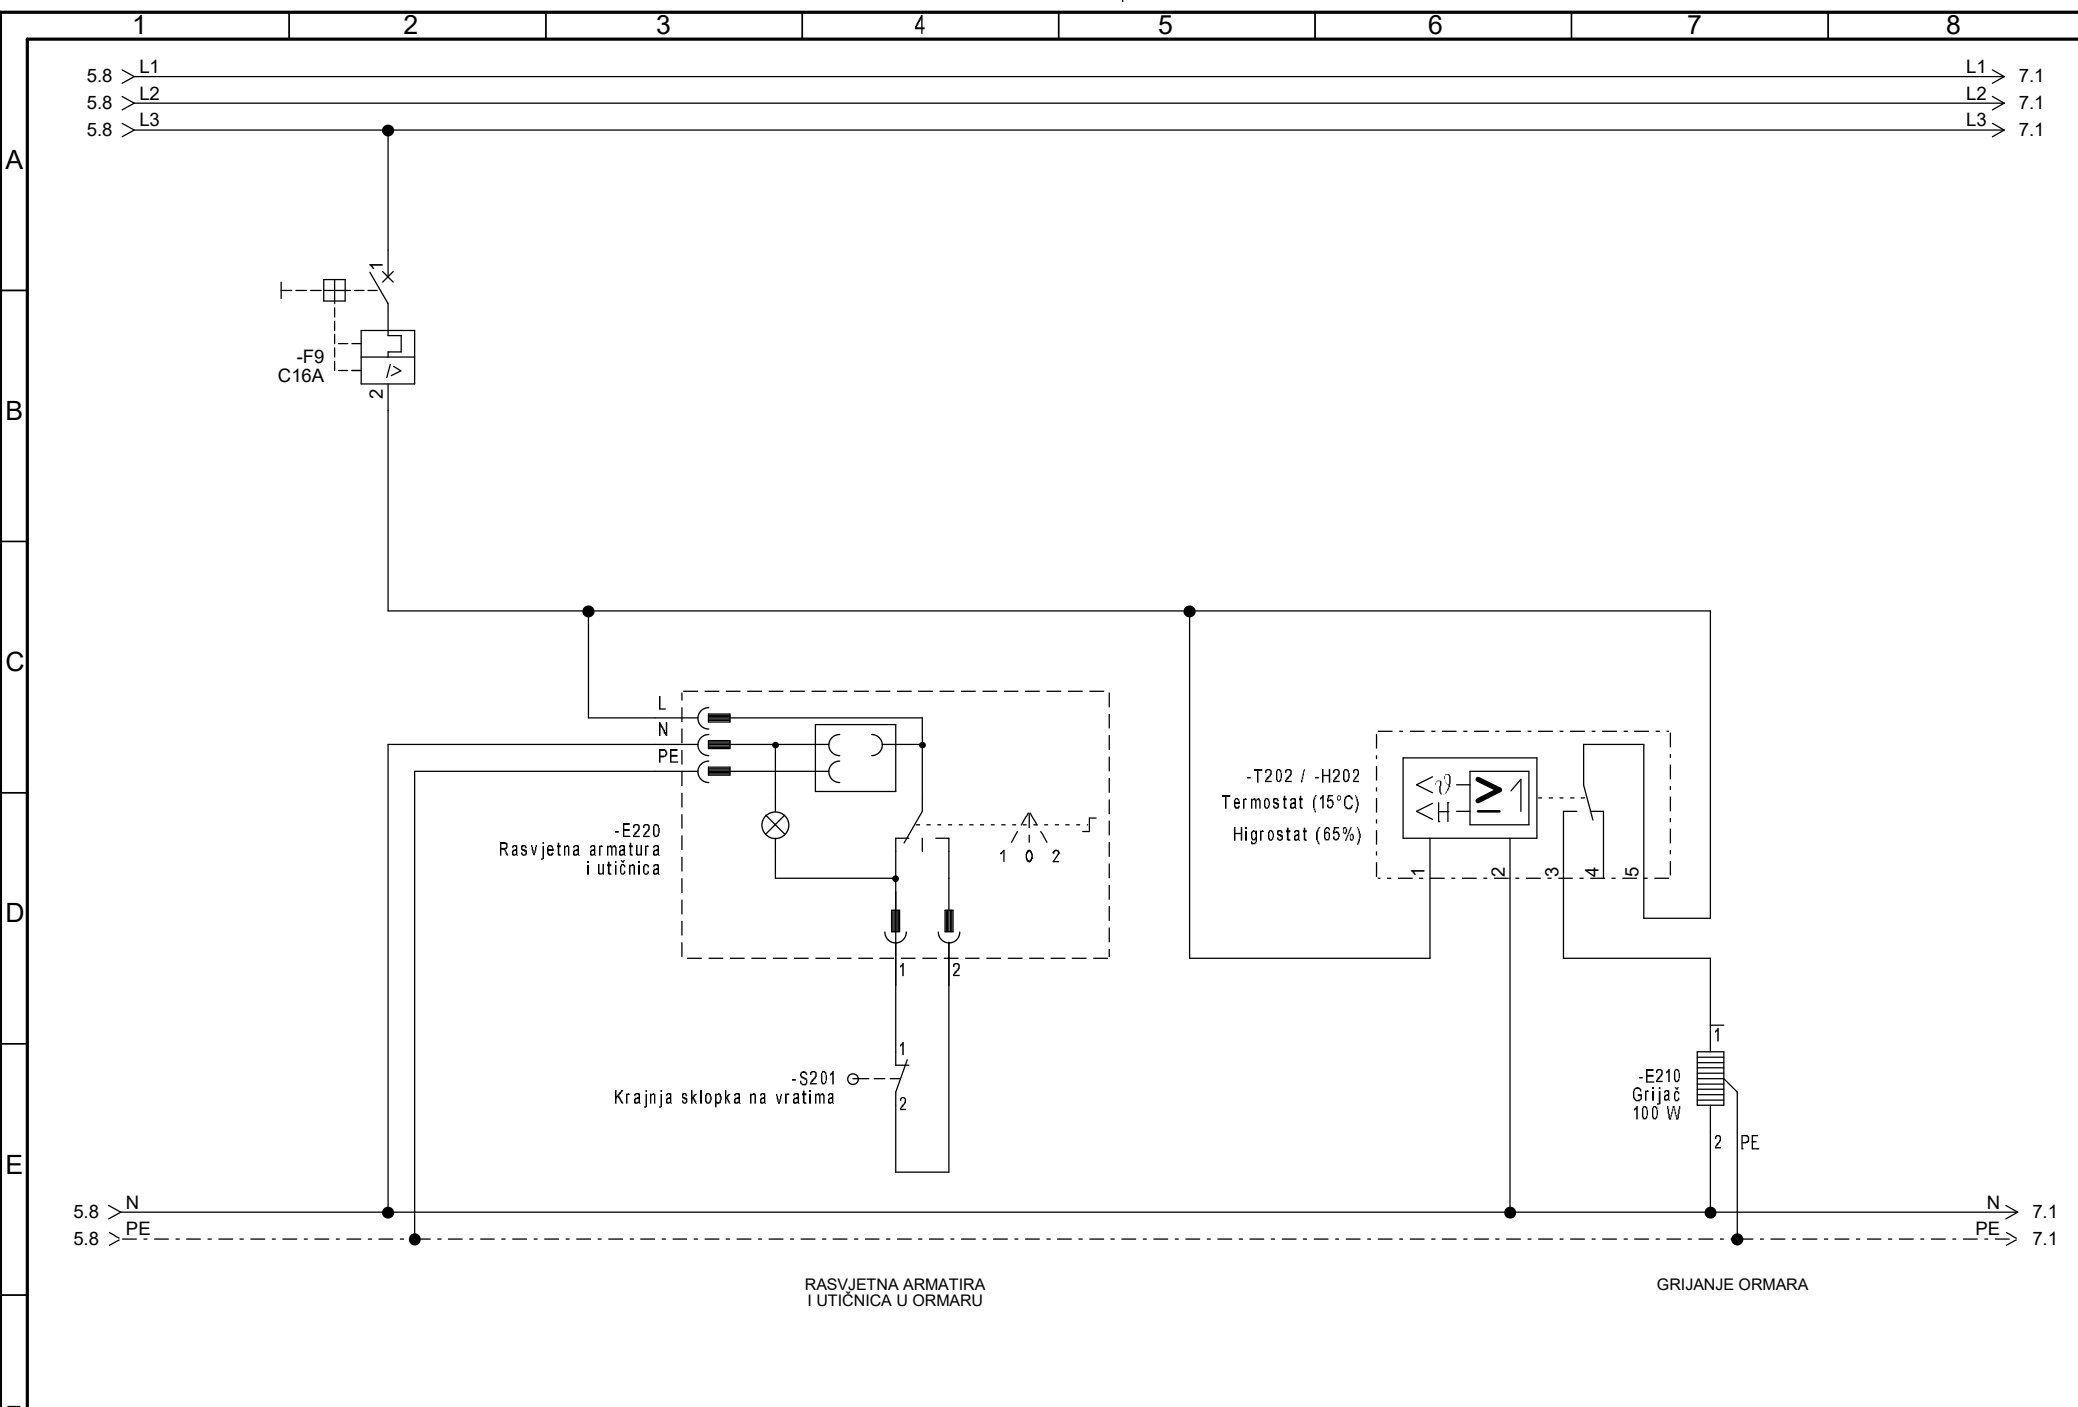 1 2 3 4 5 6 7 8
5.8 L1 L1 7.1
5.8 L2 L2 7.1
5.8 L3 L3 7.1
A
1
-F9
C16A
I>
2
B
C
L
N
PE
-E220
Rasvjetna armatura
i utičnica
1 0 2
1 2
-T202 / -H202
Termostat (15°C)
Higrostat (65%)
<ϑ
<H
≥1
1 2 3 4 5
D
1
-S201
Krajnja sklopka na vratima
2
1
-E210
Grijač
100 W
2 PE
E
5.8 N N 7.1
5.8 PE PE 7.1
RASVJETNA ARMATIRA
I UTIČNICA U ORMARU
GRIJANJE ORMARA